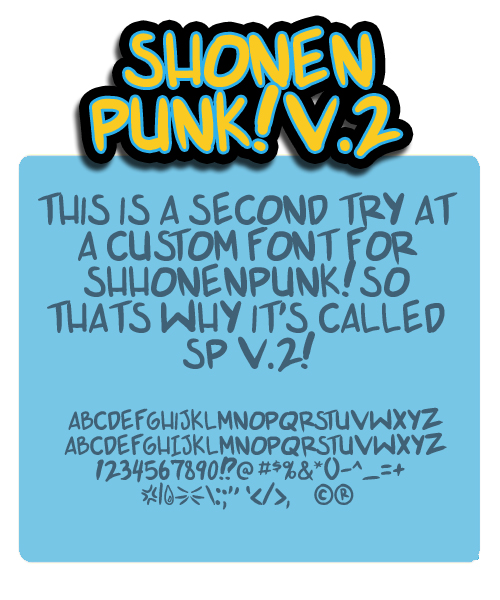 SHONEN
PUNK! V.2
THIS IS A SECOND TRY AT
A CUSTOM FONT FOR
SHHONENPUNK! SO
THATS WHY IT'S CALLED
SP V.2!
ABCDEFGHIJKLMNOPQRSTUVWXYZ
ABCDEFGHIJKLMNOPQRSTUVWXYZ
1234567890!?@#$%&*()-^_=+
\:;"'</>, ©®